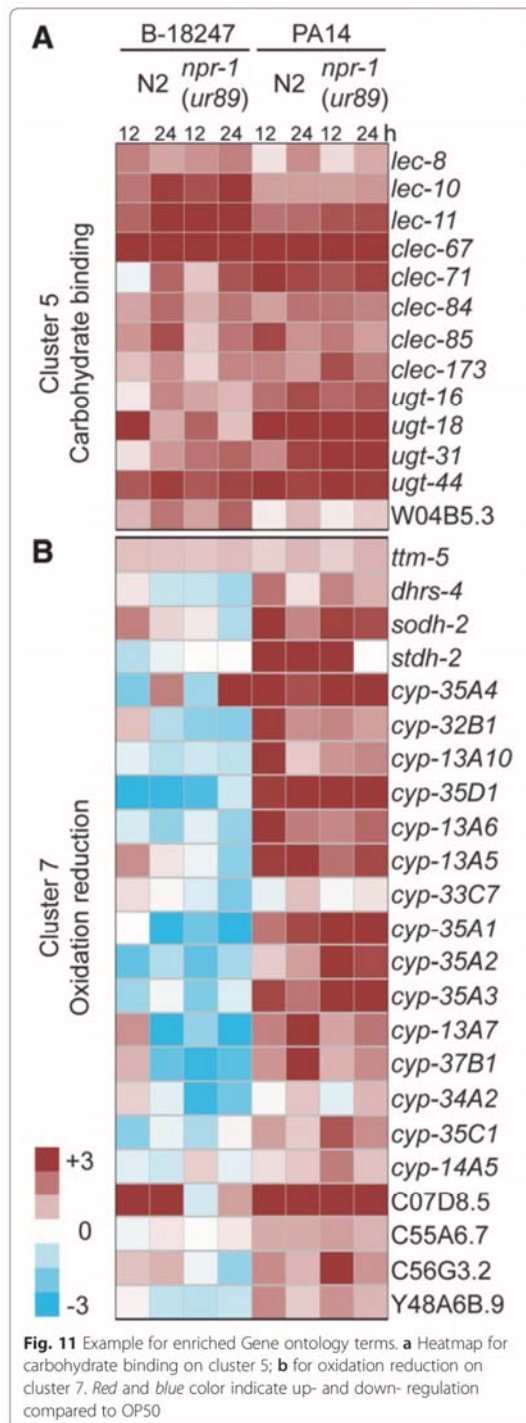 A
B-18247 PA14
N2 npr-1 (ur89) N2 npr-1 (ur89)
12 24 12 24 12 24 12 24 h
Cluster 5
Carbohydrate binding
lec-8
lec-10
lec-11
clec-67
clec-71
clec-84
clec-85
clec-173
ugt-16
ugt-18
ugt-31
ugt-44
W04B5.3
B
Cluster 7
Oxidation reduction
ttm-5
dhrs-4
sodh-2
stdh-2
cyp-35A4
cyp-32B1
cyp-13A10
cyp-35D1
cyp-13A6
cyp-13A5
cyp-33C7
cyp-35A1
cyp-35A2
cyp-35A3
cyp-13A7
cyp-37B1
cyp-34A2
cyp-35C1
cyp-14A5
C07D8.5
C55A6.7
C56G3.2
Y48A6B.9
+3
0
-3
Fig. 11 Example for enriched Gene ontology terms. a Heatmap for
carbohydrate binding on cluster 5; b for oxidation reduction on
cluster 7. Red and blue color indicate up- and down- regulation
compared to OP50